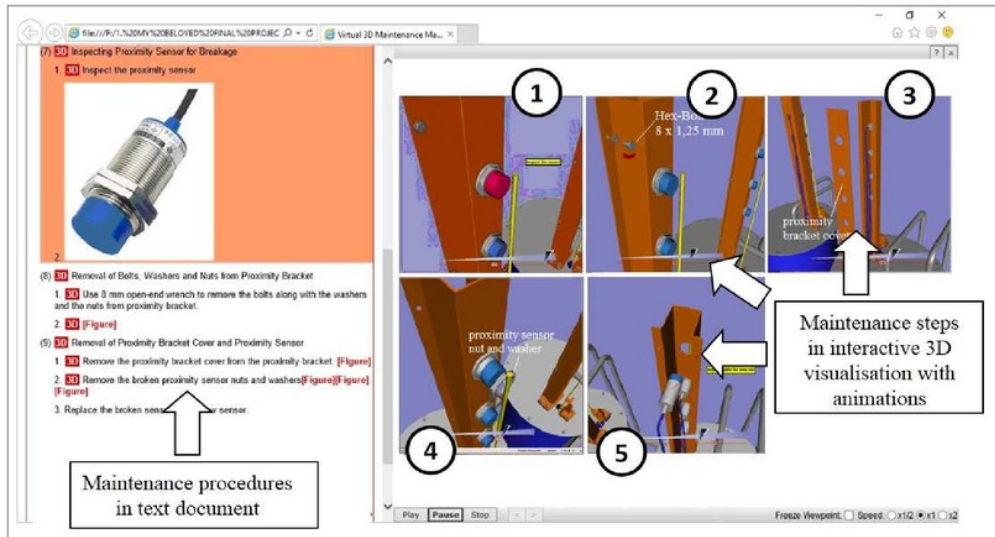 file:///F:/1.%20MY%20BELOVED%20FINAL%20PROJEC
Virtual 3D Maintenance Ma...
(7) 3D Inspecting Proximity Sensor for Breakage
1. 3D Inspect the proximity sensor
2.
(8) 3D Removal of Bolts, Washers and Nuts from Proximity Bracket
1. 3D Use 8 mm open-end wrench to remove the bolts along with the washers
and the nuts from proximity bracket.
2. 3D [Figure]
(9) 3D Removal of Proximity Bracket Cover and Proximity Sensor
1. 3D Remove the proximity bracket cover from the proximity bracket. [Figure]
2. 3D Remove the broken proximity sensor nuts and washers[Figure][Figure]
[Figure]
3. Replace the broken sensor sensor.
Maintenance procedures
in text document
1
2
3
Hex-Bolt
8 x 1,25 mm
proximity
bracket cover
proximity sensor
nut and washer
4
5
Maintenance steps
in interactive 3D
visualisation with
animations
Play Pause Stop < >
Freeze Viewpoint: Speed: x1/2 x1 x2